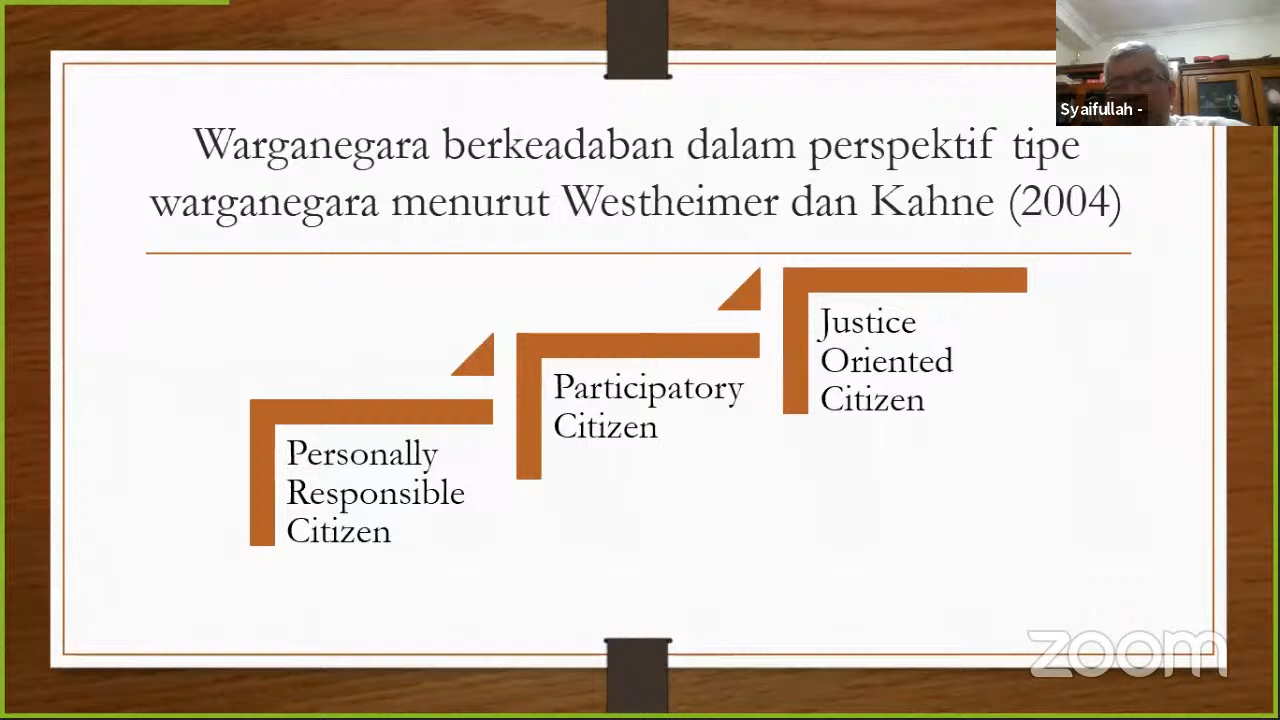 Syaifullah -
Warganegara berkeadaban dalam perspektif tipe
warganegara menurut Westheimer dan Kahne (2004)
Personally
Responsible
Citizen
Participatory
Citizen
Justice
Oriented
Citizen
zoom